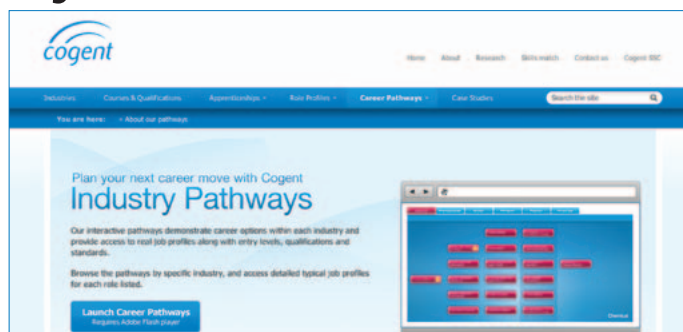 cogent
Home About Research Skills match Contact us Cogent SSC
Industries Courses & Qualifications Apprenticeships Role Profiles Career Pathways Case Studies Search the site
You are here: » About our pathways
Plan your next career move with Cogent
Industry Pathways
Our interactive pathways demonstrate career options within each industry and
provide access to real job profiles along with entry levels, qualifications and
standards.
Browse the pathways by specific industry, and access detailed typical job profiles
for each role listed.
Launch Career Pathways
Requires Adobe Flash player
Chemical